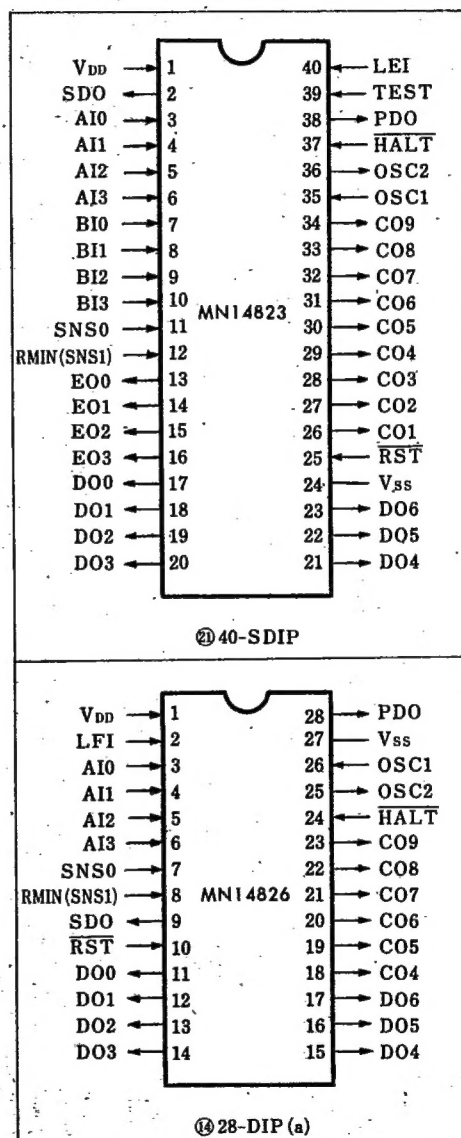 VDD 1 40 LEI
SDO 2 39 TEST
AI0 3 38 PDO
AI1 4 37 HALT
AI2 5 36 OSC2
AI3 6 35 OSC1
BI0 7 34 CO9
BI1 8 33 CO8
BI2 9 32 CO7
BI3 10 31 CO6
MN14823
SNS0 11 30 CO5
RMIN(SNS1) 12 29 CO4
EO0 13 28 CO3
EO1 14 27 CO2
EO2 15 26 CO1
EO3 16 25 RST
DO0 17 24 VSS
DO1 18 23 DO6
DO2 19 22 DO5
DO3 20 21 DO4
㉑ 40-SDIP
VDD 1 28 PDO
LFI 2 27 VSS
AI0 3 26 OSC1
AI1 4 25 OSC2
AI2 5 24 HALT
AI3 6 23 CO9
SNS0 7 22 CO8
RMIN(SNS1) 8 MN14826 21 CO7
SDO 9 20 CO6
RST 10 19 CO5
DO0 11 18 CO4
DO1 12 17 DO6
DO2 13 16 DO5
DO3 14 15 DO4
⑭ 28-DIP (a)